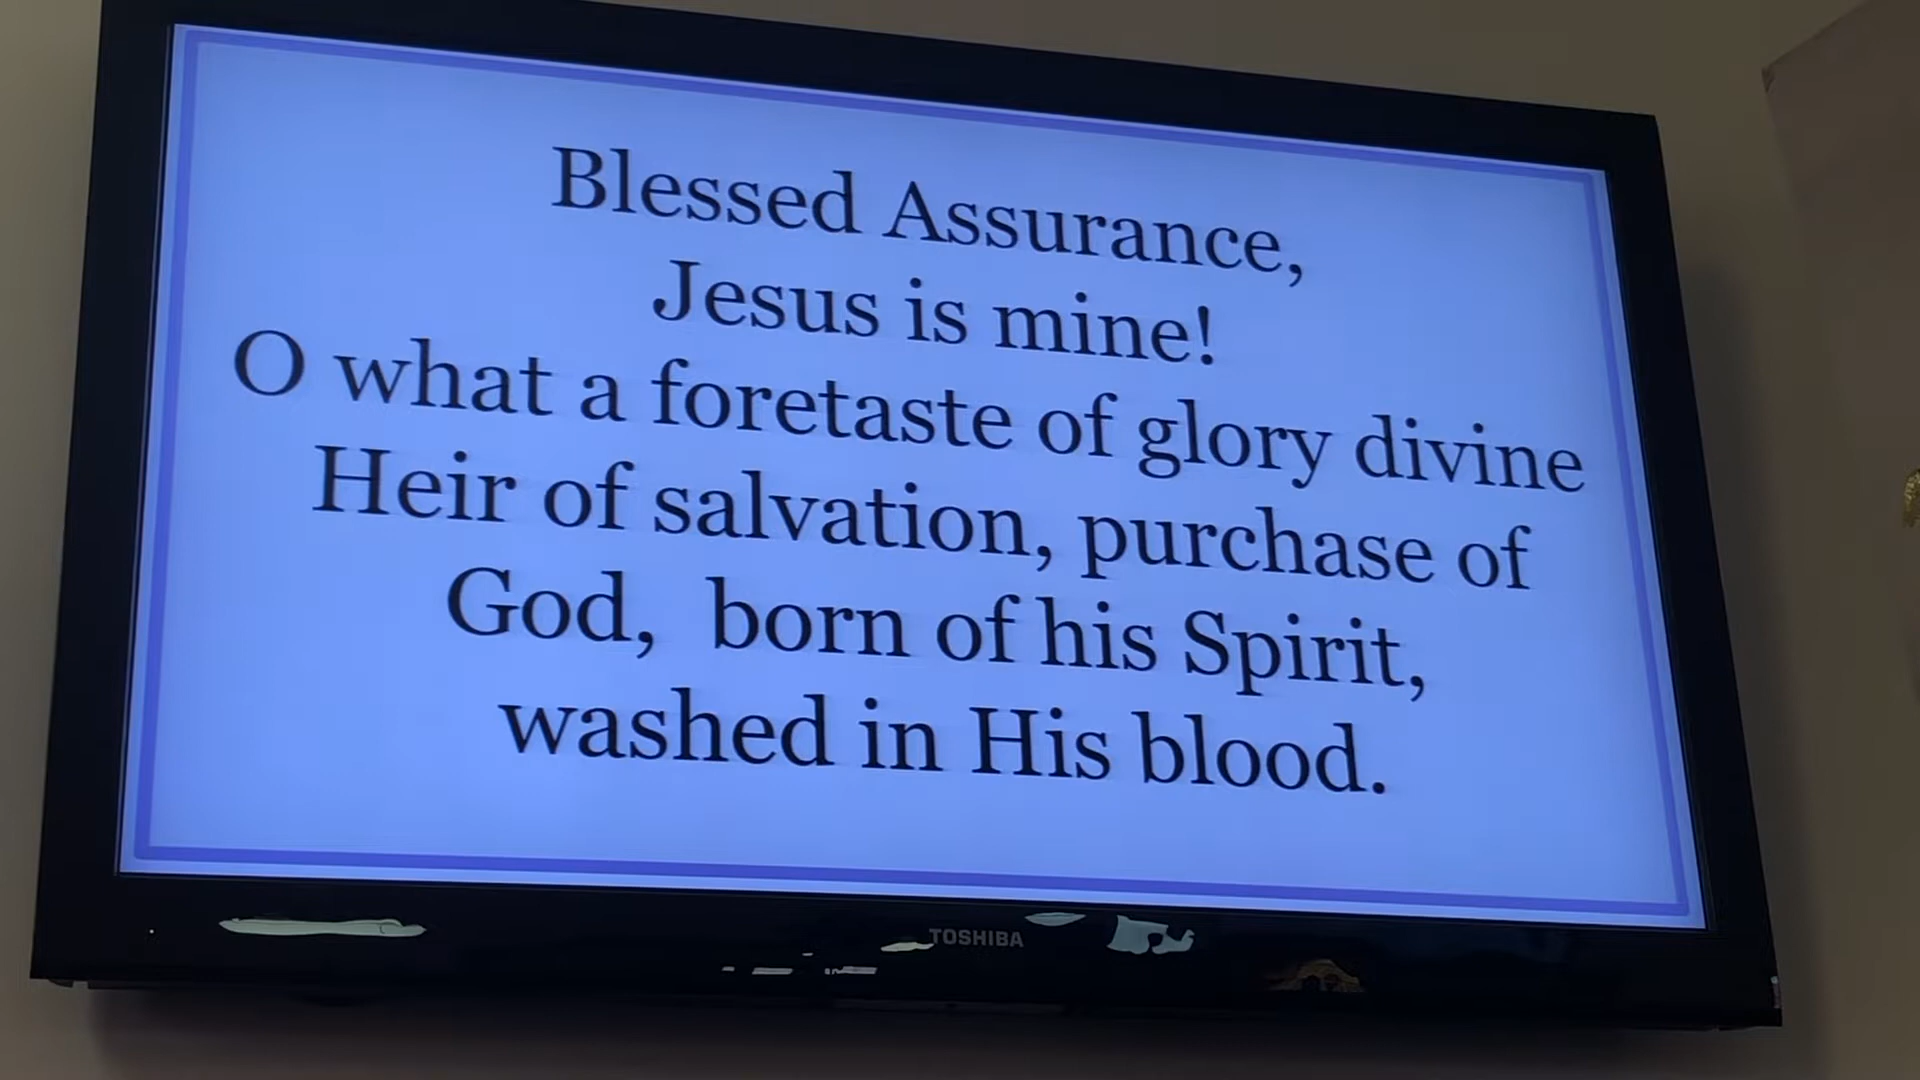 Blessed Assurance,
Jesus is mine!
O what a foretaste of glory divine
Heir of salvation, purchase of
God, born of his Spirit,
washed in His blood.
TOSHIBA